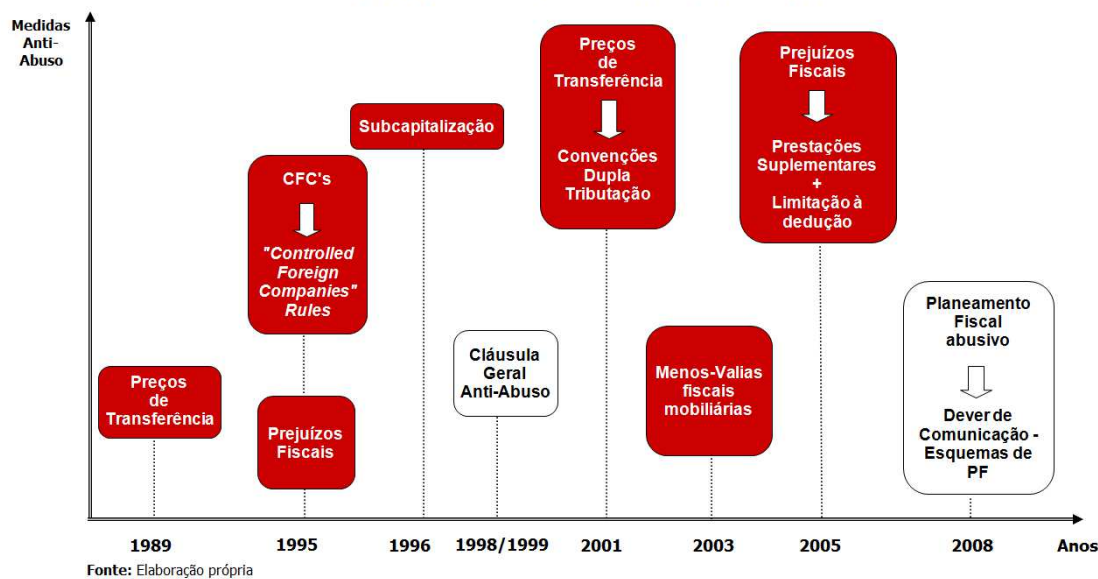 Medidas
Anti-
Abuso
Preços
de
Transferência
CFC's
"Controlled
Foreign
Companies"
Rules
Prejuízos
Fiscais
Subcapitalização
Cláusula
Geral
Anti-Abuso
Preços
de
Transferência
Convenções
Dupla
Tributação
Menos-Valias
fiscais
mobiliárias
Prejuízos
Fiscais
Prestações
Suplementares
+
Limitação à
dedução
Planeamento
Fiscal
abusivo
Dever de
Comunicação -
Esquemas de
PF
1989 1995 1996 1998/1999 2001 2003 2005 2008 Anos
Fonte: Elaboração própria